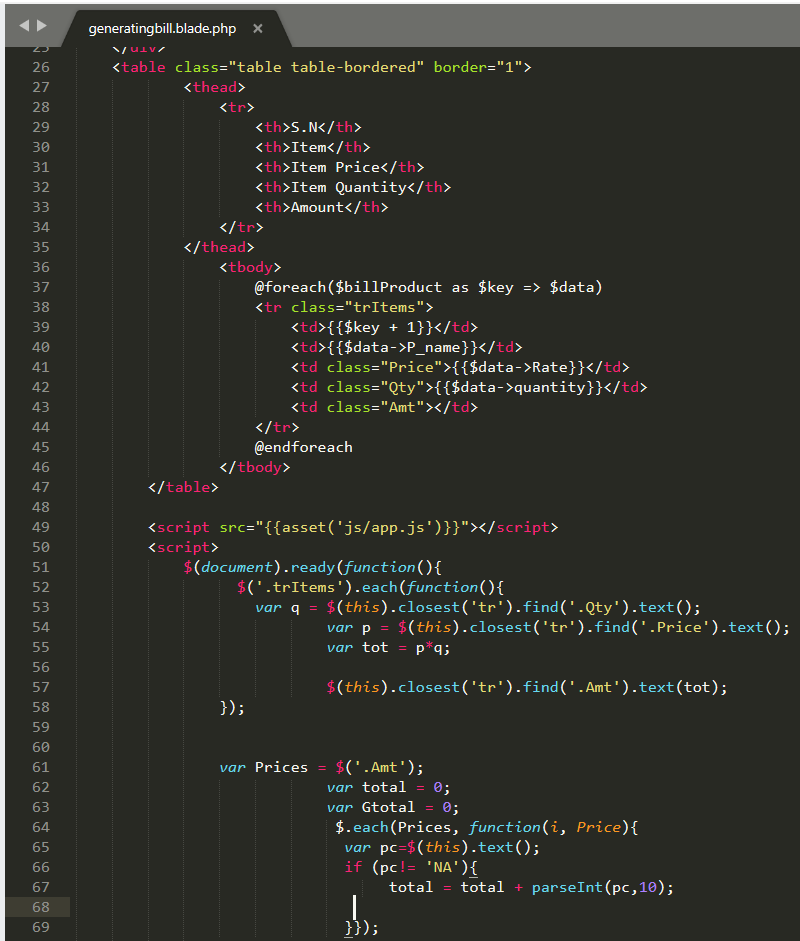 generatingbill.blade.php ×
25 </div>
26 <table class="table table-bordered" border="1">
27 <thead>
28 <tr>
29 <th>S.N</th>
30 <th>Item</th>
31 <th>Item Price</th>
32 <th>Item Quantity</th>
33 <th>Amount</th>
34 </tr>
35 </thead>
36 <tbody>
37 @foreach($billProduct as $key => $data)
38 <tr class="trItems">
39 <td>{{$key + 1}}</td>
40 <td>{{$data->P_name}}</td>
41 <td class="Price">{{$data->Rate}}</td>
42 <td class="Qty">{{$data->quantity}}</td>
43 <td class="Amt"></td>
44 </tr>
45 @endforeach
46 </tbody>
47 </table>
48
49 <script src="{{asset('js/app.js')}}"></script>
50 <script>
51 $(document).ready(function(){
52 $('.trItems').each(function(){
53 var q = $(this).closest('tr').find('.Qty').text();
54 var p = $(this).closest('tr').find('.Price').text();
55 var tot = p*q;
56
57 $(this).closest('tr').find('.Amt').text(tot);
58 });
59
60
61 var Prices = $('.Amt');
62 var total = 0;
63 var Gtotal = 0;
64 $.each(Prices, function(i, Price){
65 var pc=$(this).text();
66 if (pc!= 'NA'){
67 total = total + parseInt(pc,10);
68
69 }});